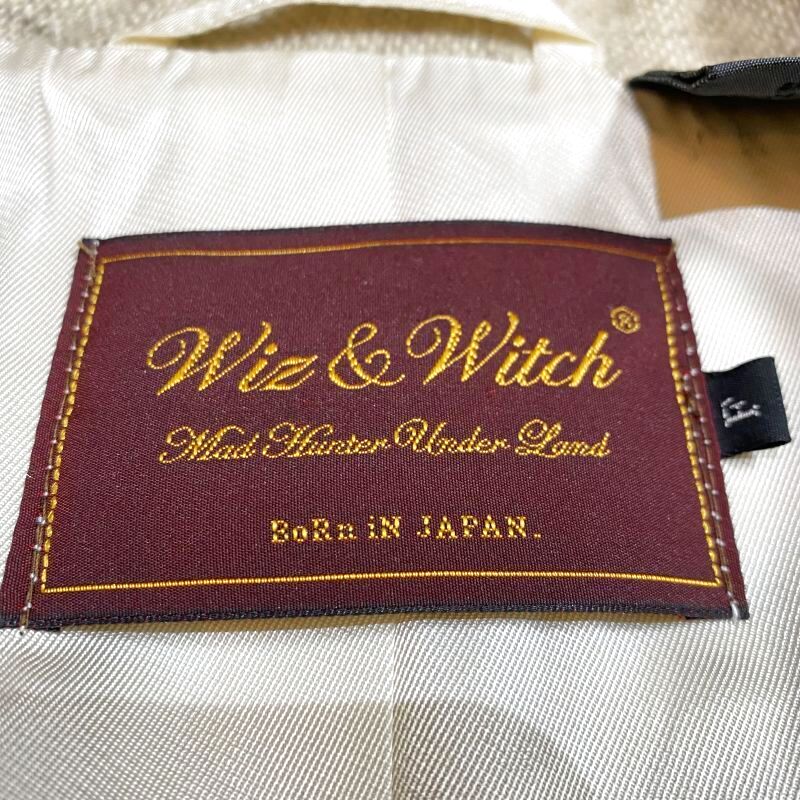 Wiz & Witch®
Mad Hunter Under Land
BoRn iN JAPAN.
F